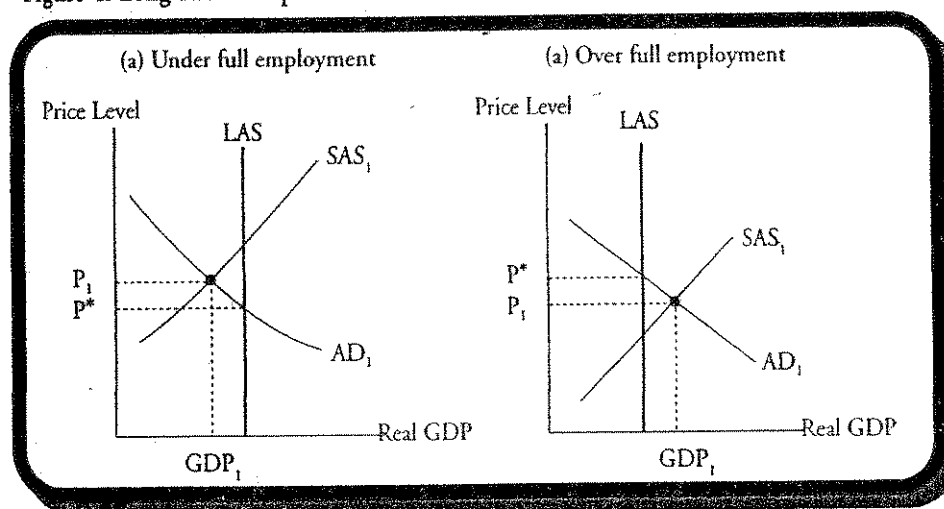 (a) Under full employment
Price Level
LAS
SAS₁
P₁
P*
AD₁
Real GDP
GDP₁
(a) Over full employment
Price Level
LAS
SAS₁
P*
P₁
AD₁
Real GDP
GDP₁